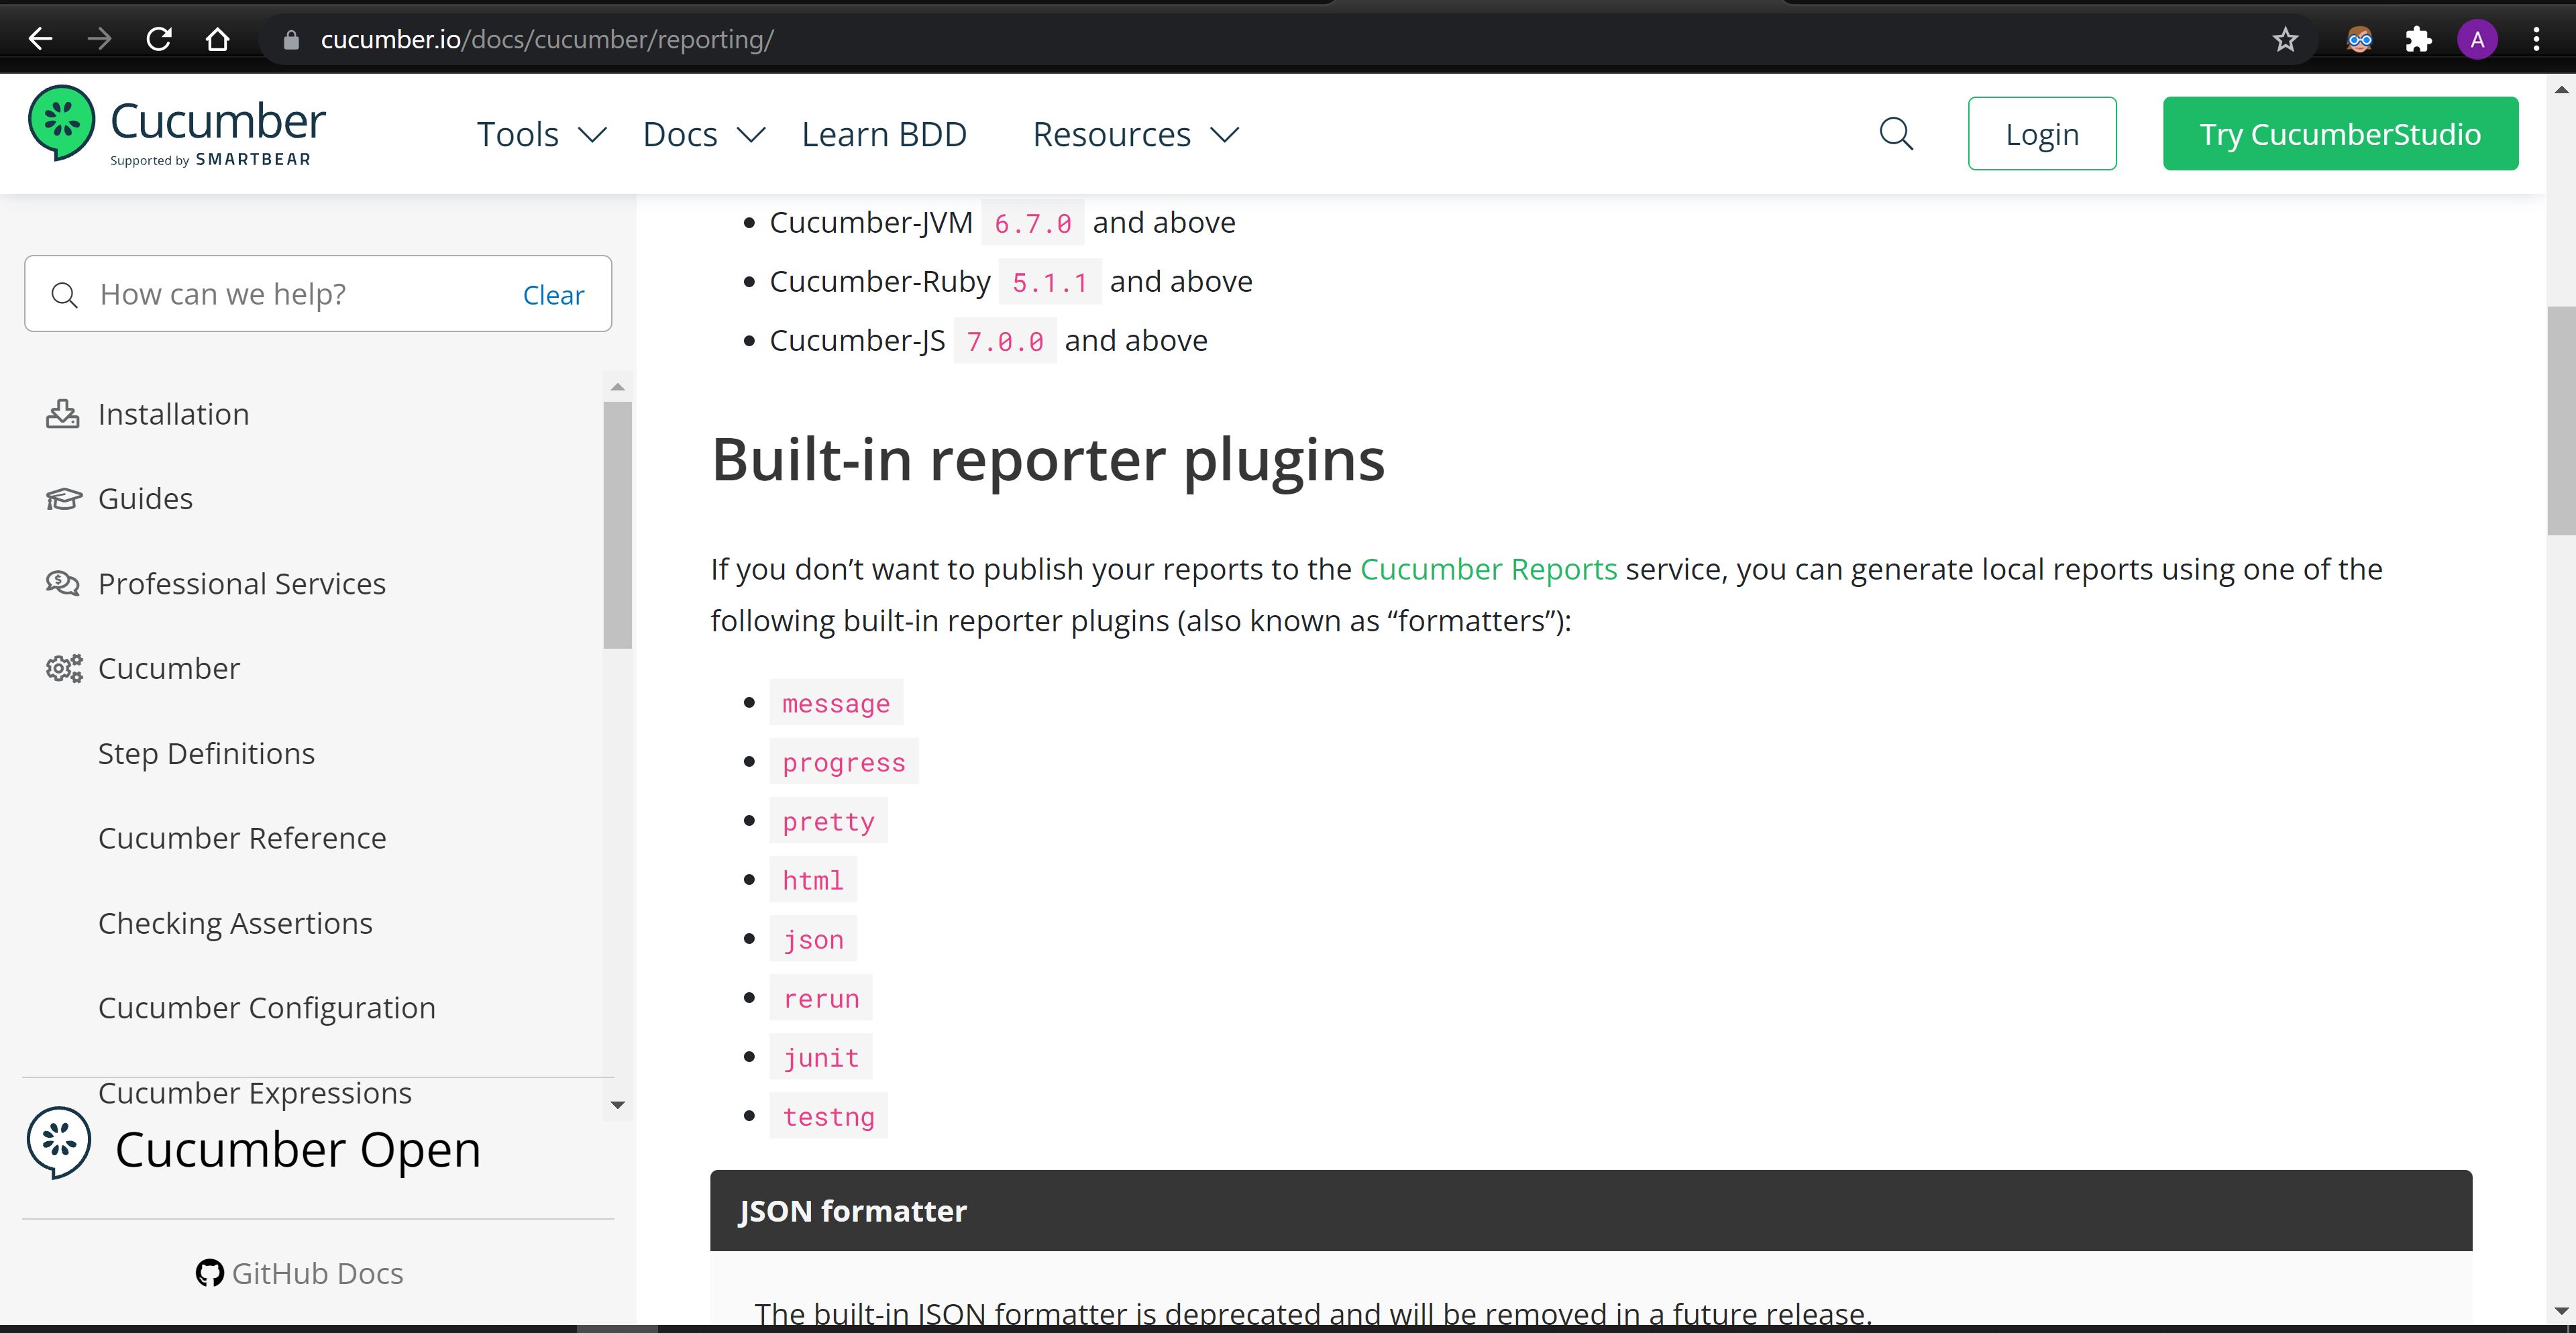 cucumber.io/docs/cucumber/reporting/
A
Cucumber
Supported by SMARTBEAR
Tools
Docs
Learn BDD
Resources
Login
Try CucumberStudio
How can we help?
Clear
Installation
Guides
Professional Services
Cucumber
Step Definitions
Cucumber Reference
Checking Assertions
Cucumber Configuration
Cucumber Expressions
Cucumber Open
GitHub Docs
Cucumber-JVM 6.7.0 and above
Cucumber-Ruby 5.1.1 and above
Cucumber-JS 7.0.0 and above
Built-in reporter plugins
If you don’t want to publish your reports to the Cucumber Reports service, you can generate local reports using one of the
following built-in reporter plugins (also known as “formatters”):
message
progress
pretty
html
json
rerun
junit
testng
JSON formatter
The built-in JSON formatter is deprecated and will be removed in a future release.